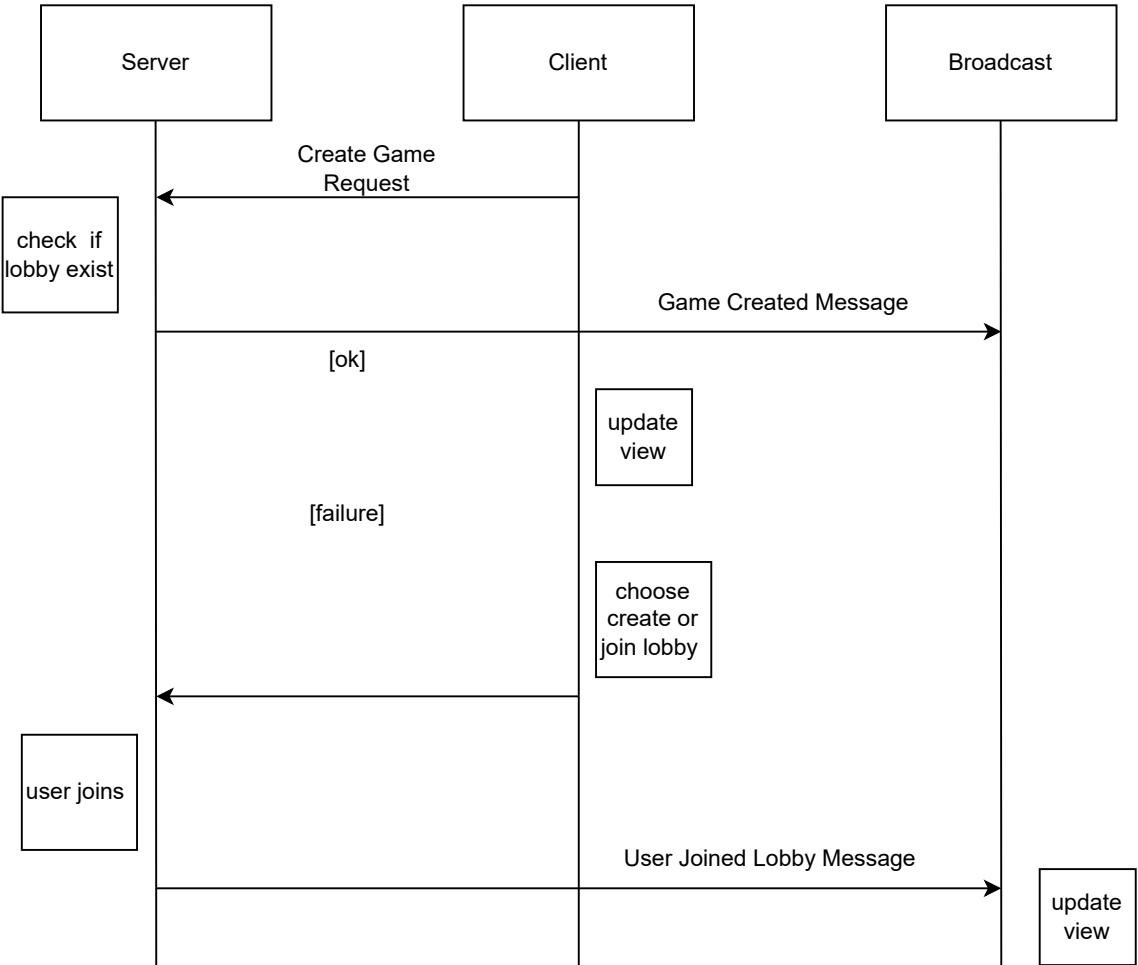 Server
Client
Broadcast
Create Game
Request
check  if
lobby exist
Game Created Message
[ok]
update
view
[failure]
choose
create or
join lobby
user joins
User Joined Lobby Message
update
view